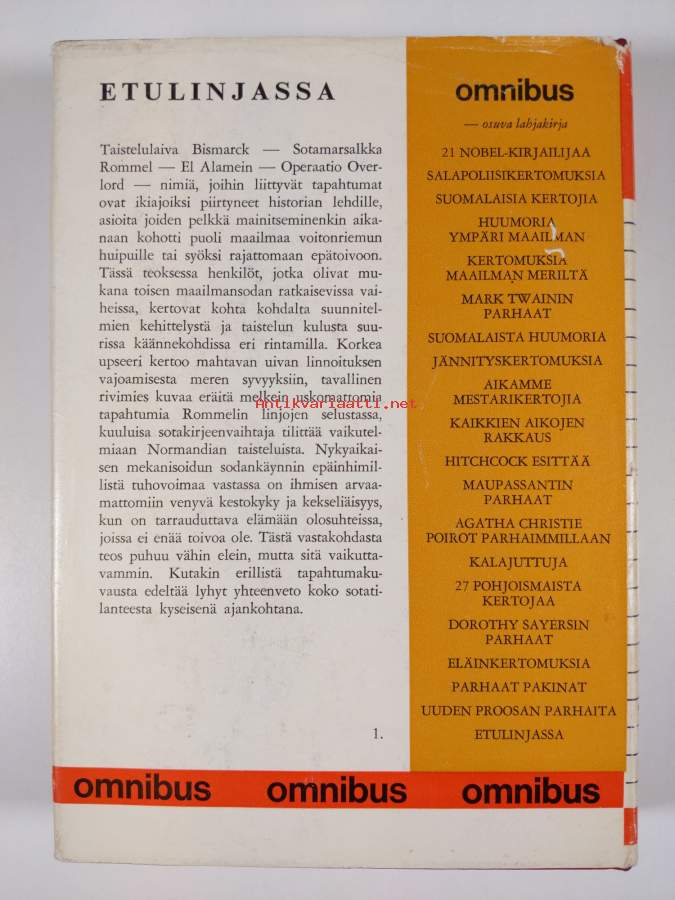 ETULINJASSA
Taistelulaiva Bismarck — Sotamarsalkka
Rommel — El Alamein — Operaatio Over-
lord — nimiä, joihin liittyvät tapahtumat
ovat ikiajoiksi piirtyneet historian lehdille,
asioita joiden pelkkä mainitseminenkin aika-
naan kohotti puoli maailmaa voitonriemun
huipuille tai syöksi rajattomaan epätoivoon.
Tässä teoksessa henkilöt, jotka olivat mu-
kana toisen maailmansodan ratkaisevissa vai-
heissa, kertovat kohta kohdalta suunnitel-
mien kehittelystä ja taistelun kulusta suu-
rissa käännekohdissa eri rintamilla. Korkea
upseeri kertoo mahtavan uivan linnoituksen
vajoamisesta meren syvyyksiin, tavallinen
rivimies kuvaa eräitä melkein uskomattomia
tapahtumia Rommelin linjojen selustassa,
kuuluisa sotakirjeenvaihtaja tilittää vaikutel-
miaan Normandian taisteluista. Nykyaikai-
sen mekanisoidun sodankäynnin epäinhimil-
listä tuhovoimaa vastassa on ihmisen arvaa-
mattomiin venyvä kestokyky ja kekseliäisyys,
kun on tarrauduttava elämään olosuhteissa,
joissa ei enää toivoa ole. Tästä vastakohdasta
teos puhuu vähin elein, mutta sitä vaikutta-
vammin. Kutakin erillistä tapahtumaku-
vausta edeltää lyhyt yhteenveto koko sotati-
lanteesta kyseisenä ajankohtana.
1.
omnibus
— osuva lahjakirja
21 NOBEL-KIRJAILIJAA
SALAPOLIISIKERTOMUKSIA
SUOMALAISIA KERTOJIA
HUUMORIA
YMPÄRI MAAILMAN
KERTOMUKSIA
MAAILMAN MERILTÄ
MARK TWAININ
PARHAAT
SUOMALAISTA HUUMORIA
JÄNNITYSKERTOMUKSIA
AIKAMME
MESTARIKERTOJIA
KAIKKIEN AIKOJEN
RAKKAUS
HITCHCOCK ESITTÄÄ
MAUPASSANTIN
PARHAAT
AGATHA CHRISTIE
POIROT PARHAIMMILLAAN
KALAJUTTUJA
27 POHJOISMAISTA
KERTOJAA
DOROTHY SAYERSIN
PARHAAT
ELÄINKERTOMUKSIA
PARHAAT PAKINAT
UUDEN PROOSAN PARHAITA
ETULINJASSA
omnibus omnibus omnibus
Antikvariaatti.net